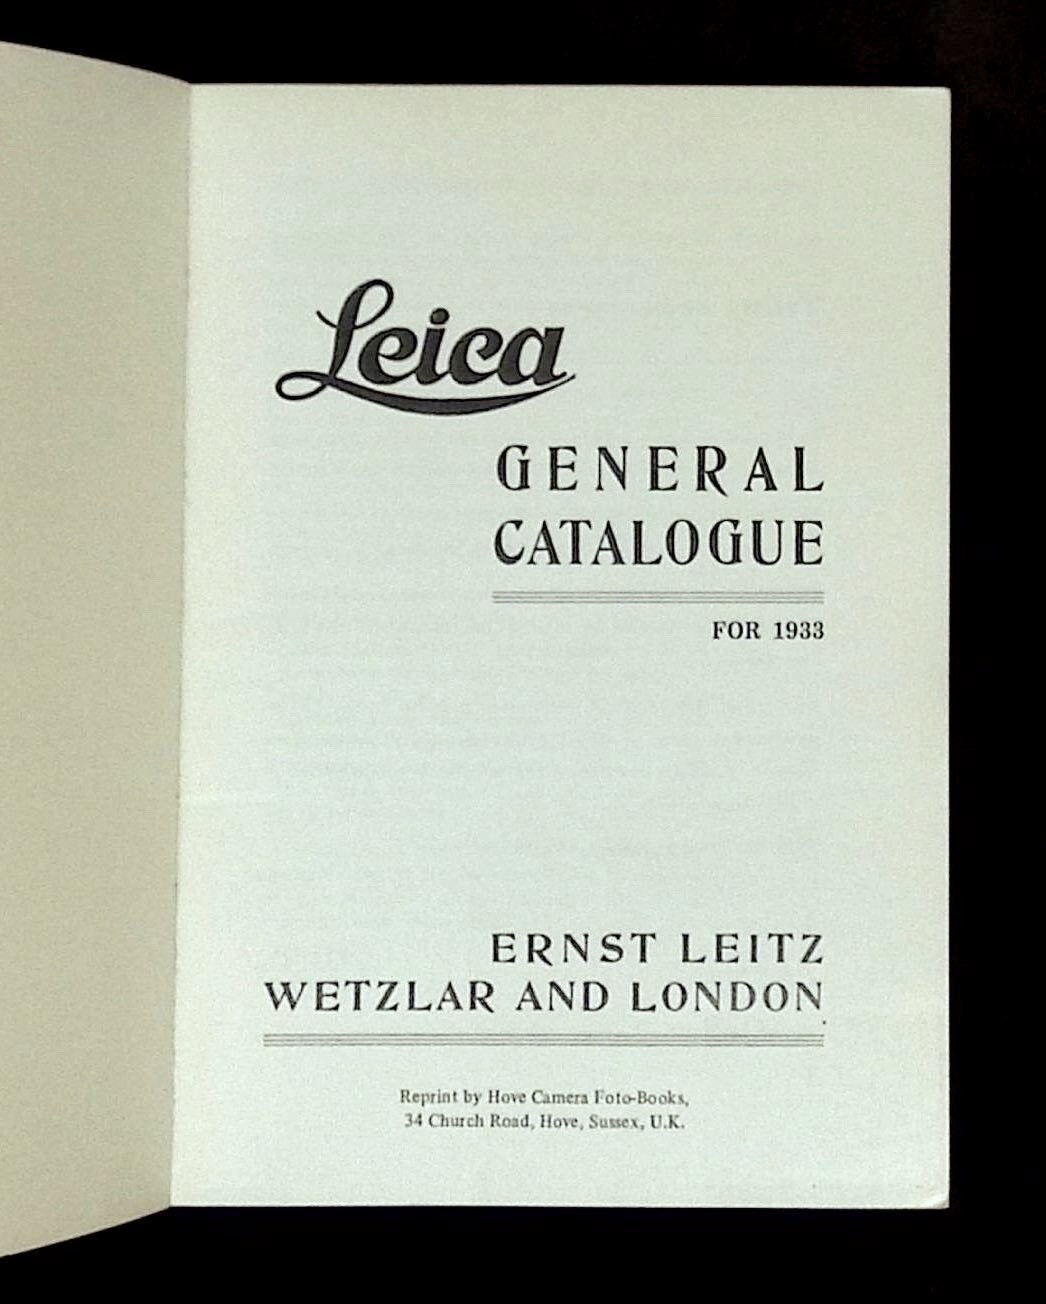 Leica
GENERAL
CATALOGUE
FOR 1933
ERNST LEITZ
WETZLAR AND LONDON
Reprint by Hove Camera Foto-Books,
34 Church Road, Hove, Sussex, U.K.